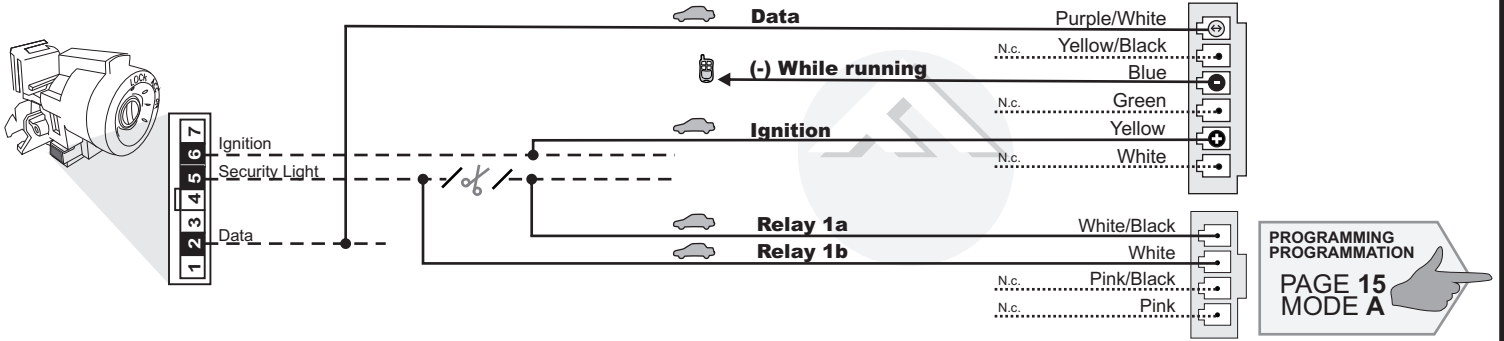 Data
Purple/White
N.c.
Yellow/Black
(-) While running
Blue
N.c.
Green
Ignition
Yellow
N.c.
White
LOCK
7
6
5
4
3
2
1
Ignition
Security Light
Data
Relay 1a
White/Black
Relay 1b
White
N.c.
Pink/Black
N.c.
Pink
PROGRAMMING
PROGRAMMATION
PAGE 15
MODE A